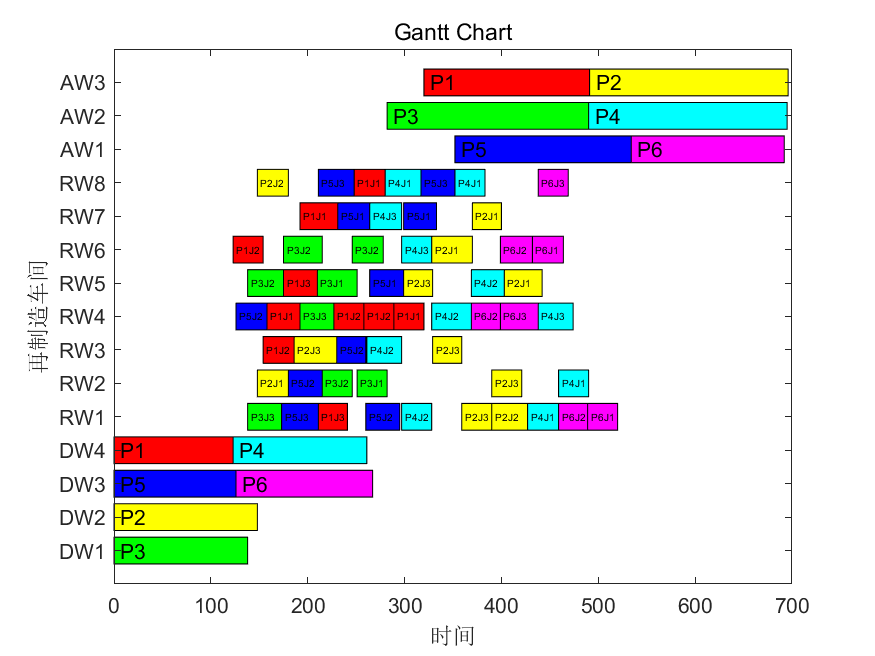 Gantt Chart
AW3 P1 P2
AW2 P3 P4
AW1 P5 P6
RW8 P2J2 P5J3 P1J1 P4J1 P5J3 P4J1 P6J3
RW7 P1J1 P5J1 P4J3 P5J1 P2J1
RW6 P1J2 P3J2 P3J2 P4J3 P2J1 P6J2 P6J1
RW5 P3J2 P1J3 P3J1 P5J1 P2J3 P4J2 P2J1
RW4 P5J2 P1J1 P3J3 P1J2 P1J2 P1J1 P4J2 P6J2 P6J3 P4J3
RW3 P1J2 P2J3 P5J2 P4J2 P2J3
RW2 P2J1 P5J2 P3J2 P3J1 P2J1 P4J1
RW1 P3J3 P5J3 P1J3 P5J2 P4J2 P2J3 P2J2 P4J1 P6J2 P6J1
DW4 P1 P4
DW3 P5 P6
DW2 P2
DW1 P3
0 100 200 300 400 500 600 700
时间
再制造车间